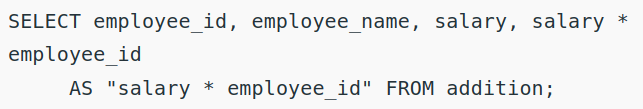 SELECT employee_id, employee_name, salary, salary *
employee_id
AS "salary * employee_id" FROM addition;